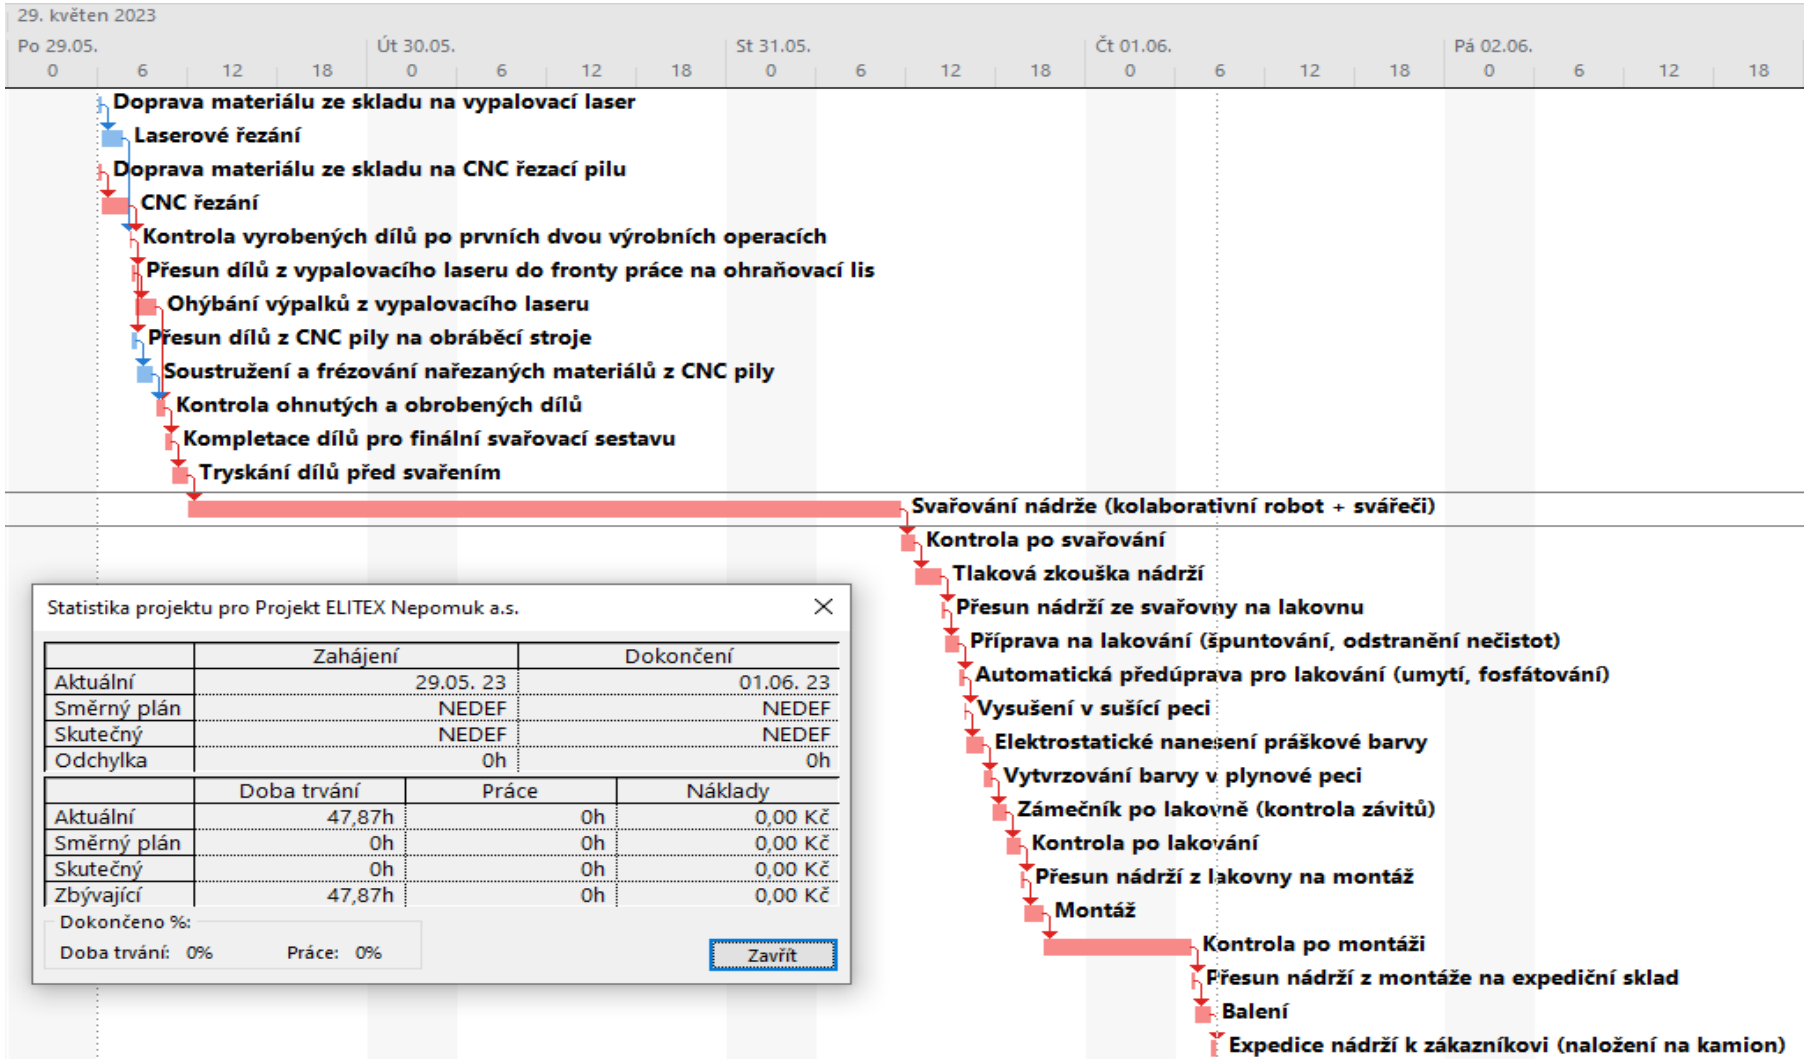 29. květen 2023
Po 29.05. Út 30.05. St 31.05. Čt 01.06. Pá 02.06.
0 6 12 18 0 6 12 18 0 6 12 18 0 6 12 18 0 6 12 18
Doprava materiálu ze skladu na vypalovací laser
Laserové řezání
Doprava materiálu ze skladu na CNC řezací pilu
CNC řezání
Kontrola vyrobených dílů po prvních dvou výrobních operacích
Přesun dílů z vypalovacího laseru do fronty práce na ohraňovací lis
Ohýbání výpalků z vypalovacího laseru
Přesun dílů z CNC pily na obráběcí stroje
Soustružení a frézování nařezaných materiálů z CNC pily
Kontrola ohnutých a obrobených dílů
Kompletace dílů pro finální svařovací sestavu
Tryskání dílů před svařením
Svařování nádrže (kolaborativní robot + svářeči)
Kontrola po svařování
Tlaková zkouška nádrží
Přesun nádrží ze svařovny na lakovnu
Příprava na lakování (špuntování, odstranění nečistot)
Automatická předúprava pro lakování (umytí, fosfátování)
Vysušení v sušící peci
Elektrostatické nanesení práškové barvy
Vytvrzování barvy v plynové peci
Zámečník po lakovně (kontrola závitů)
Kontrola po lakování
Přesun nádrží z lakovny na montáž
Montáž
Kontrola po montáži
Přesun nádrží z montáže na expediční sklad
Balení
Expedice nádrží k zákazníkovi (naložení na kamion)
Statistika projektu pro Projekt ELITEX Nepomuk a.s.
Zahájení Dokončení
Aktuální 29.05. 23 01.06. 23
Směrný plán NEDEF NEDEF
Skutečný NEDEF NEDEF
Odchylka 0h 0h
Doba trvání Práce Náklady
Aktuální 47,87h 0h 0,00 Kč
Směrný plán 0h 0h 0,00 Kč
Skutečný 0h 0h 0,00 Kč
Zbývající 47,87h 0h 0,00 Kč
Dokončeno %:
Doba trvání: 0% Práce: 0%
Zavřít